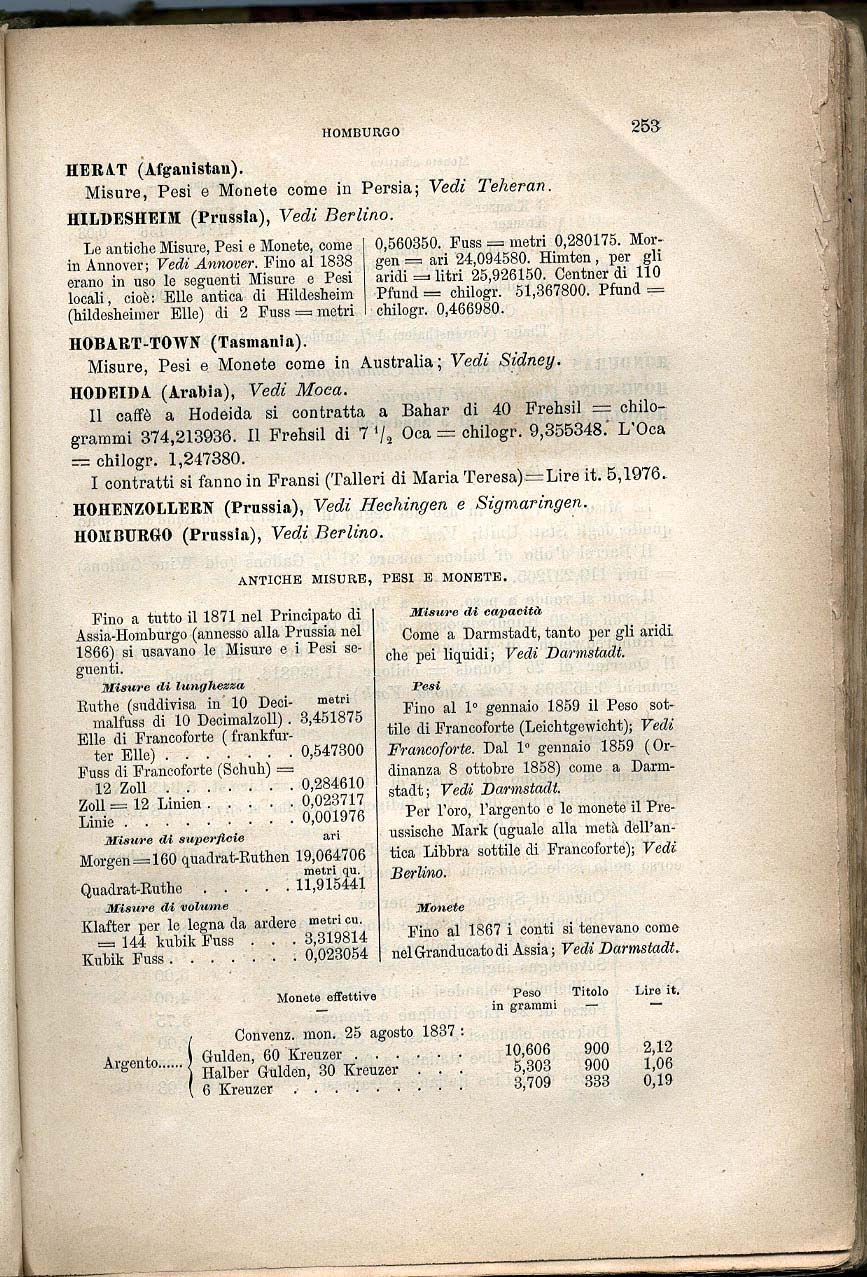 HOMBURGO 253
HERAT (Afganistan).
Misure, Pesi e Monete come in Persia; Vedi Teheran.
HILDESHEIM (Prussia), Vedi Berlino.
Le antiche Misure, Pesi e Monete, come
in Annover; Vedi Annover. Fino al 1838
erano in uso le seguenti Misure e Pesi
locali, cioè: Elle antica di Hildesheim
(hildesheimer Elle) di 2 Fuss = metri
0,560350. Fuss = metri 0,280175. Mor-
gen = ari 24,094580. Himten, per gli
aridi = litri 25,926150. Centner di 110
Pfund = chilogr. 51,367800. Pfund =
chilogr. 0,466980.
HOBART-TOWN (Tasmania).
Misure, Pesi e Monete come in Australia; Vedi Sidney.
HODEIDA (Arabia), Vedi Moca.
Il caffè a Hodeida si contratta a Bahar di 40 Frehsil = chilo-
grammi 374,213936. Il Frehsil di 7 1/2 Oca = chilogr. 9,355348. L'Oca
= chilogr. 1,247380.
I contratti si fanno in Fransi (Talleri di Maria Teresa) = Lire it. 5,1976.
HOHENZOLLERN (Prussia), Vedi Hechingen e Sigmaringen.
HOMBURGO (Prussia), Vedi Berlino.
ANTICHE MISURE, PESI E MONETE.
Fino a tutto il 1871 nel Principato di
Assia-Homburgo (annesso alla Prussia nel
1866) si usavano le Misure e i Pesi se-
guenti.
Misure di lunghezza
Ruthe (suddivisa in 10 Deci- metri
malfuss di 10 Decimalzoll) . 3,451875
Elle di Francoforte (frankfur-
ter Elle) . . . . . . . 0,547300
Fuss di Francoforte (Schuh) =
12 Zoll . . . . . . . 0,284610
Zoll = 12 Linien . . . . . 0,023717
Linie . . . . . . . . . 0,001976
Misure di superficie ari
Morgen = 160 quadrat-Ruthen 19,064706
metri qu.
Quadrat-Ruthe . . . . . 11,915441
Misure di volume
Klafter per le legna da ardere metri cu.
= 144 kubik Fuss . . . 3,319814
Kubik Fuss . . . . . . . 0,023054
Misure di capacità
Come a Darmstadt, tanto per gli aridi
che pei liquidi; Vedi Darmstadt.
Pesi
Fino al 1° gennaio 1859 il Peso sot-
tile di Francoforte (Leichtgewicht); Vedi
Francoforte. Dal 1° gennaio 1859 (Or-
dinanza 8 ottobre 1858) come a Darm-
stadt; Vedi Darmstadt.
Per l'oro, l'argento e le monete il Pre-
ussische Mark (uguale alla metà dell'an-
tica Libbra sottile di Francoforte); Vedi
Berlino.
Monete
Fino al 1867 i conti si tenevano come
nel Granducato di Assia; Vedi Darmstadt.
Monete effettive Peso in grammi Titolo Lire it.
Convenz. mon. 25 agosto 1837:
Argento...... Gulden, 60 Kreuzer . . . . 10,606 900 2,12
Halber Gulden, 30 Kreuzer . . . 5,303 900 1,06
6 Kreuzer . . . . . . . . . 3,709 333 0,19